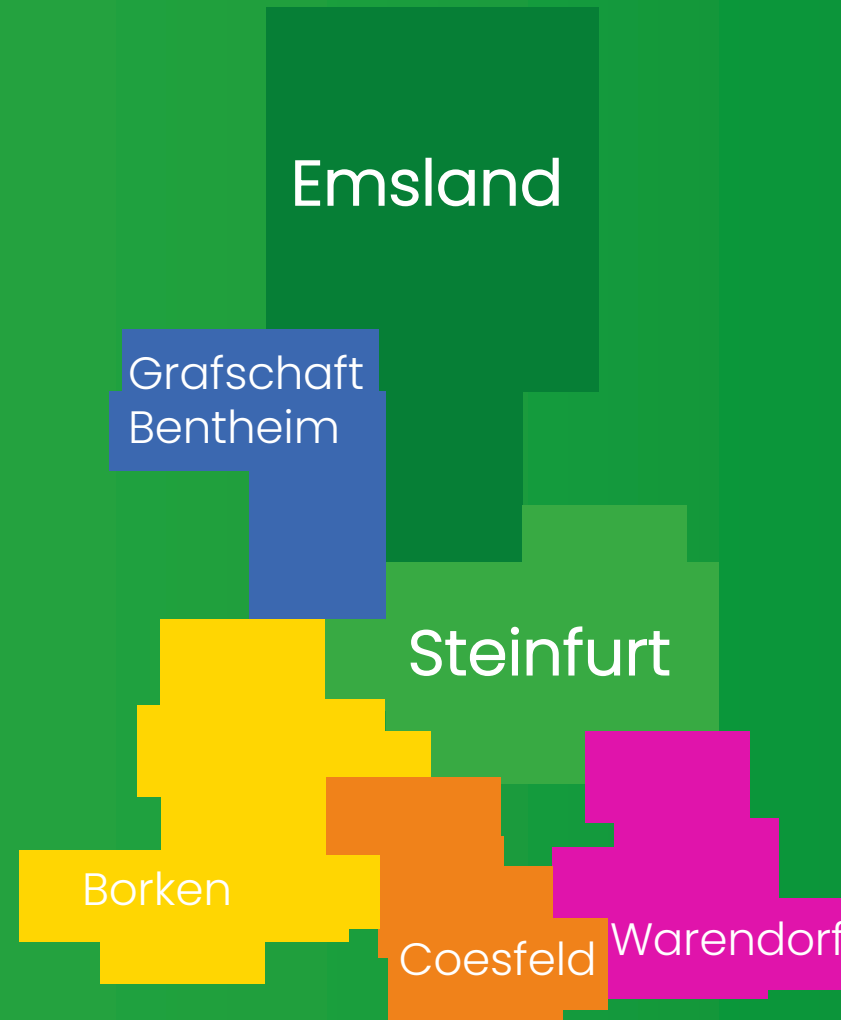 Emsland
Grafschaft
Bentheim
Steinfurt
Borken
Warendorf
Coesfeld